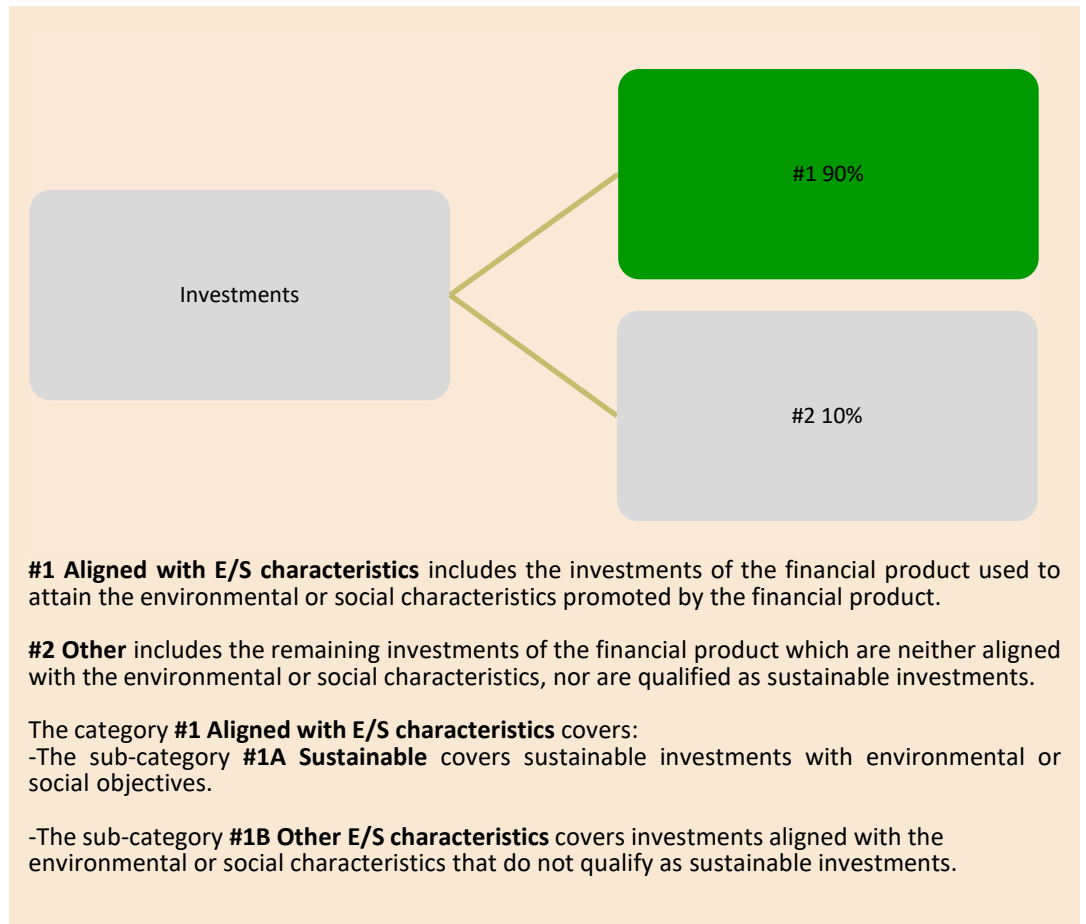 #1 90%
Investments
#2 10%
#1 Aligned with E/S characteristics includes the investments of the financial product used to
attain the environmental or social characteristics promoted by the financial product.
#2 Other includes the remaining investments of the financial product which are neither aligned
with the environmental or social characteristics, nor are qualified as sustainable investments.
The category #1 Aligned with E/S characteristics covers:
-The sub-category #1A Sustainable covers sustainable investments with environmental or
social objectives.
-The sub-category #1B Other E/S characteristics covers investments aligned with the
environmental or social characteristics that do not qualify as sustainable investments.